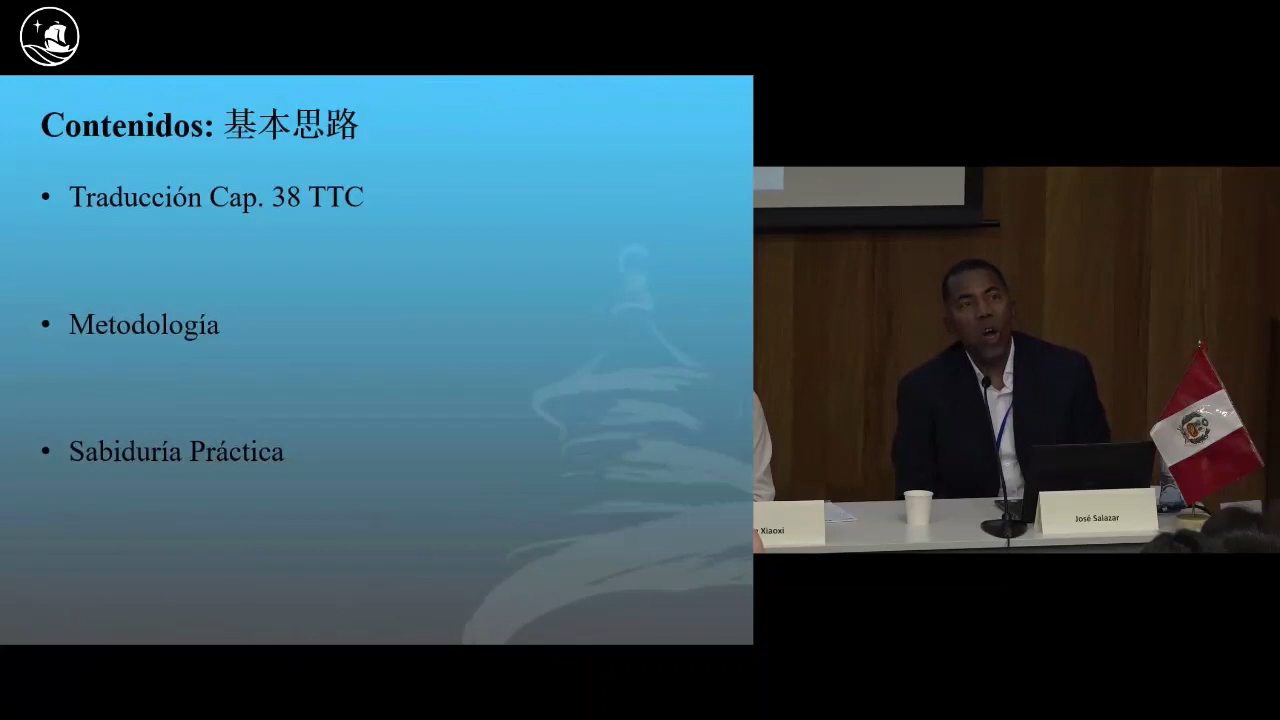 Contenidos: 基本思路
• Traducción Cap. 38 TTC
• Metodología
• Sabiduría Práctica
Xiaoxi
José Salazar